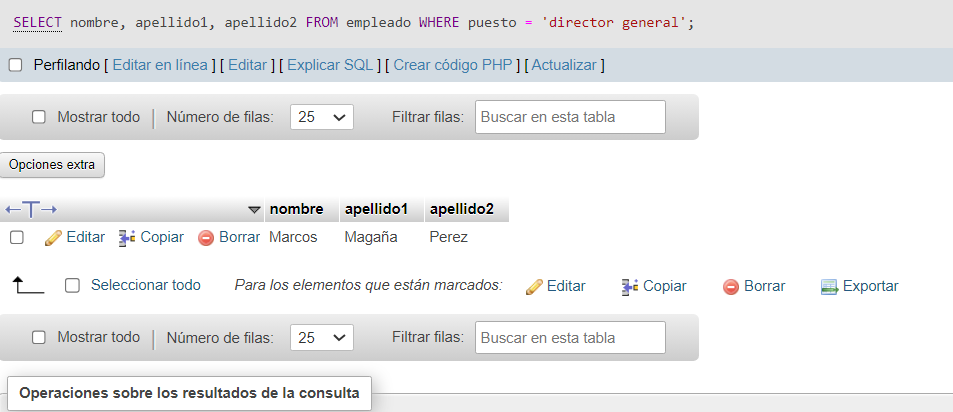 SELECT nombre, apellido1, apellido2 FROM empleado WHERE puesto = 'director general';
Perfilando [ Editar en línea ] [ Editar ] [ Explicar SQL ] [ Crear código PHP ] [ Actualizar ]
Mostrar todo | Número de filas: 25 Filtrar filas: Buscar en esta tabla
Opciones extra
←T→ nombre apellido1 apellido2
Editar Copiar Borrar Marcos Magaña Perez
Seleccionar todo Para los elementos que están marcados: Editar Copiar Borrar Exportar
Mostrar todo | Número de filas: 25 Filtrar filas: Buscar en esta tabla
Operaciones sobre los resultados de la consulta